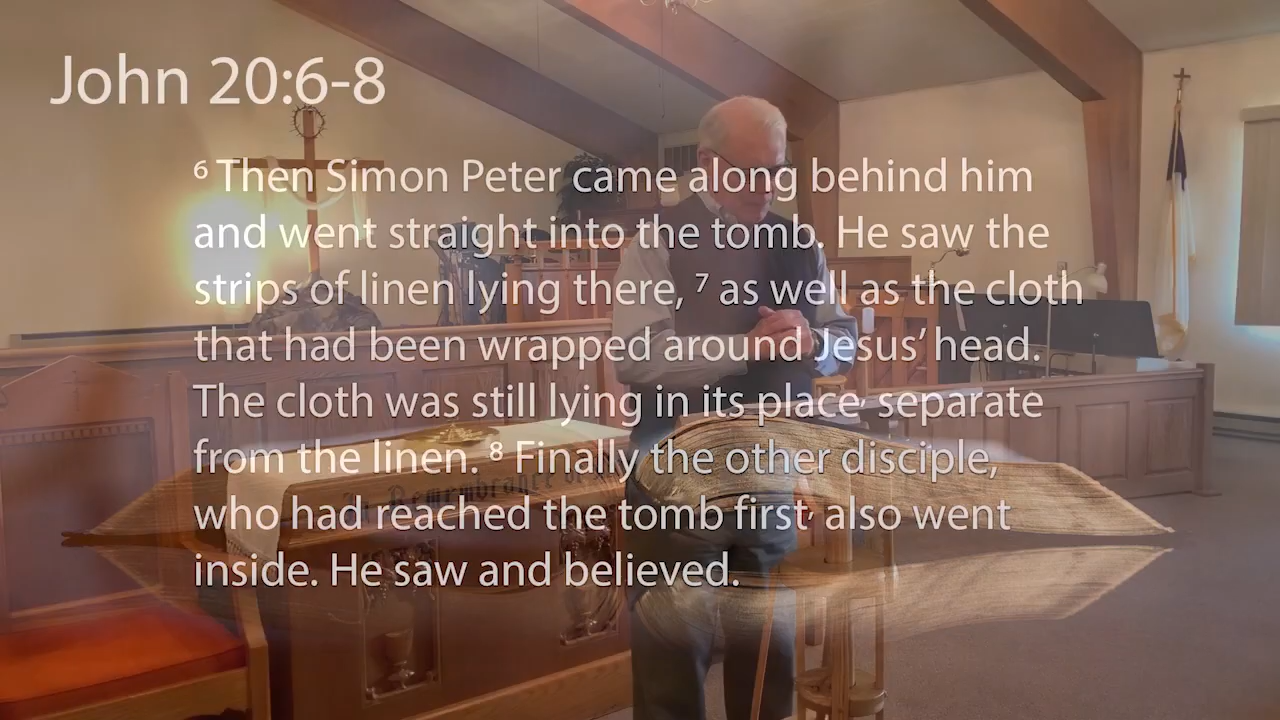 John 20:6-8
⁶ Then Simon Peter came along behind him
and went straight into the tomb. He saw the
strips of linen lying there, ⁷ as well as the cloth
that had been wrapped around Jesus’ head.
The cloth was still lying in its place, separate
from the linen. ⁸ Finally the other disciple,
who had reached the tomb first, also went
inside. He saw and believed.
In Remembrance of